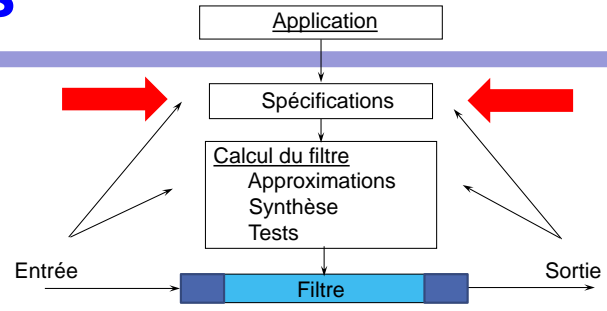 s
Application
Spécifications
Calcul du filtre
Approximations
Synthèse
Tests
Entrée
Sortie
Filtre